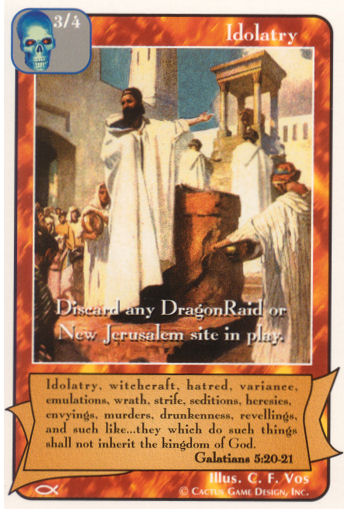 3/4
Idolatry
Discard any DragonRaid or
New Jerusalem site in play.
Idolatry, witchcraft, hatred, variance,
emulations, wrath, strife, seditions, heresies,
envyings, murders, drunkenness, revellings,
and such like...they which do such things
shall not inherit the kingdom of God.
Galatians 5:20-21
Illus. C. F. Vos
© Cactus Game Design, Inc.